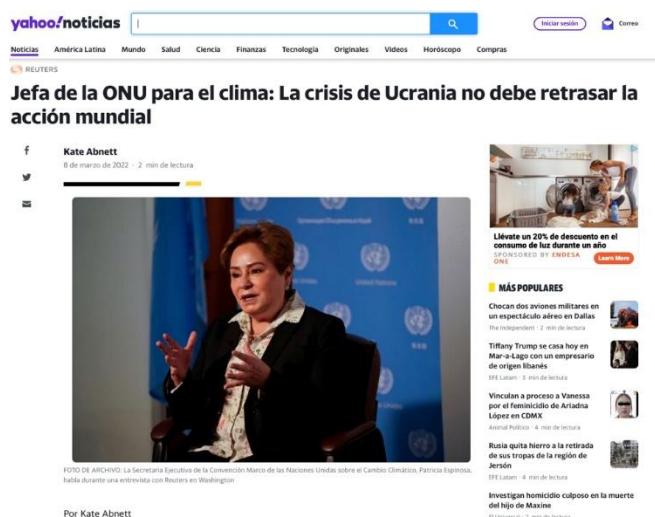 yahoo!noticias
Iniciar sesión
Correo
Noticias América Latina Mundo Salud Ciencia Finanzas Tecnología Originales Videos Horóscopo Compras
REUTERS
Jefa de la ONU para el clima: La crisis de Ucrania no debe retrasar la
acción mundial
Kate Abnett
8 de marzo de 2022 · 2 min de lectura
FOTO DE ARCHIVO: La Secretaria Ejecutiva de la Convención Marco de las Naciones Unidas sobre el Cambio Climático, Patricia Espinosa,
habla durante una entrevista con Reuters en Washington
Por Kate Abnett
Llévate un 20% de descuento en el
consumo de luz durante un año
SPONSORED BY ENDESA
ONE
Learn More
MÁS POPULARES
Chocan dos aviones militares en
un espectáculo aéreo en Dallas
The Independent · 2 min de lectura
Tiffany Trump se casa hoy en
Mar-a-Lago con un empresario
de origen libanés
EFE Latam · 3 min de lectura
Vinculan a proceso a Vanessa
por el feminicidio de Ariadna
López en CDMX
Animal Político · 4 min de lectura
Rusia quita hierro a la retirada
de sus tropas de la región de
Jersón
EFE Latam · 4 min de lectura
Investigan homicidio culposo en la muerte
del hijo de Maxine